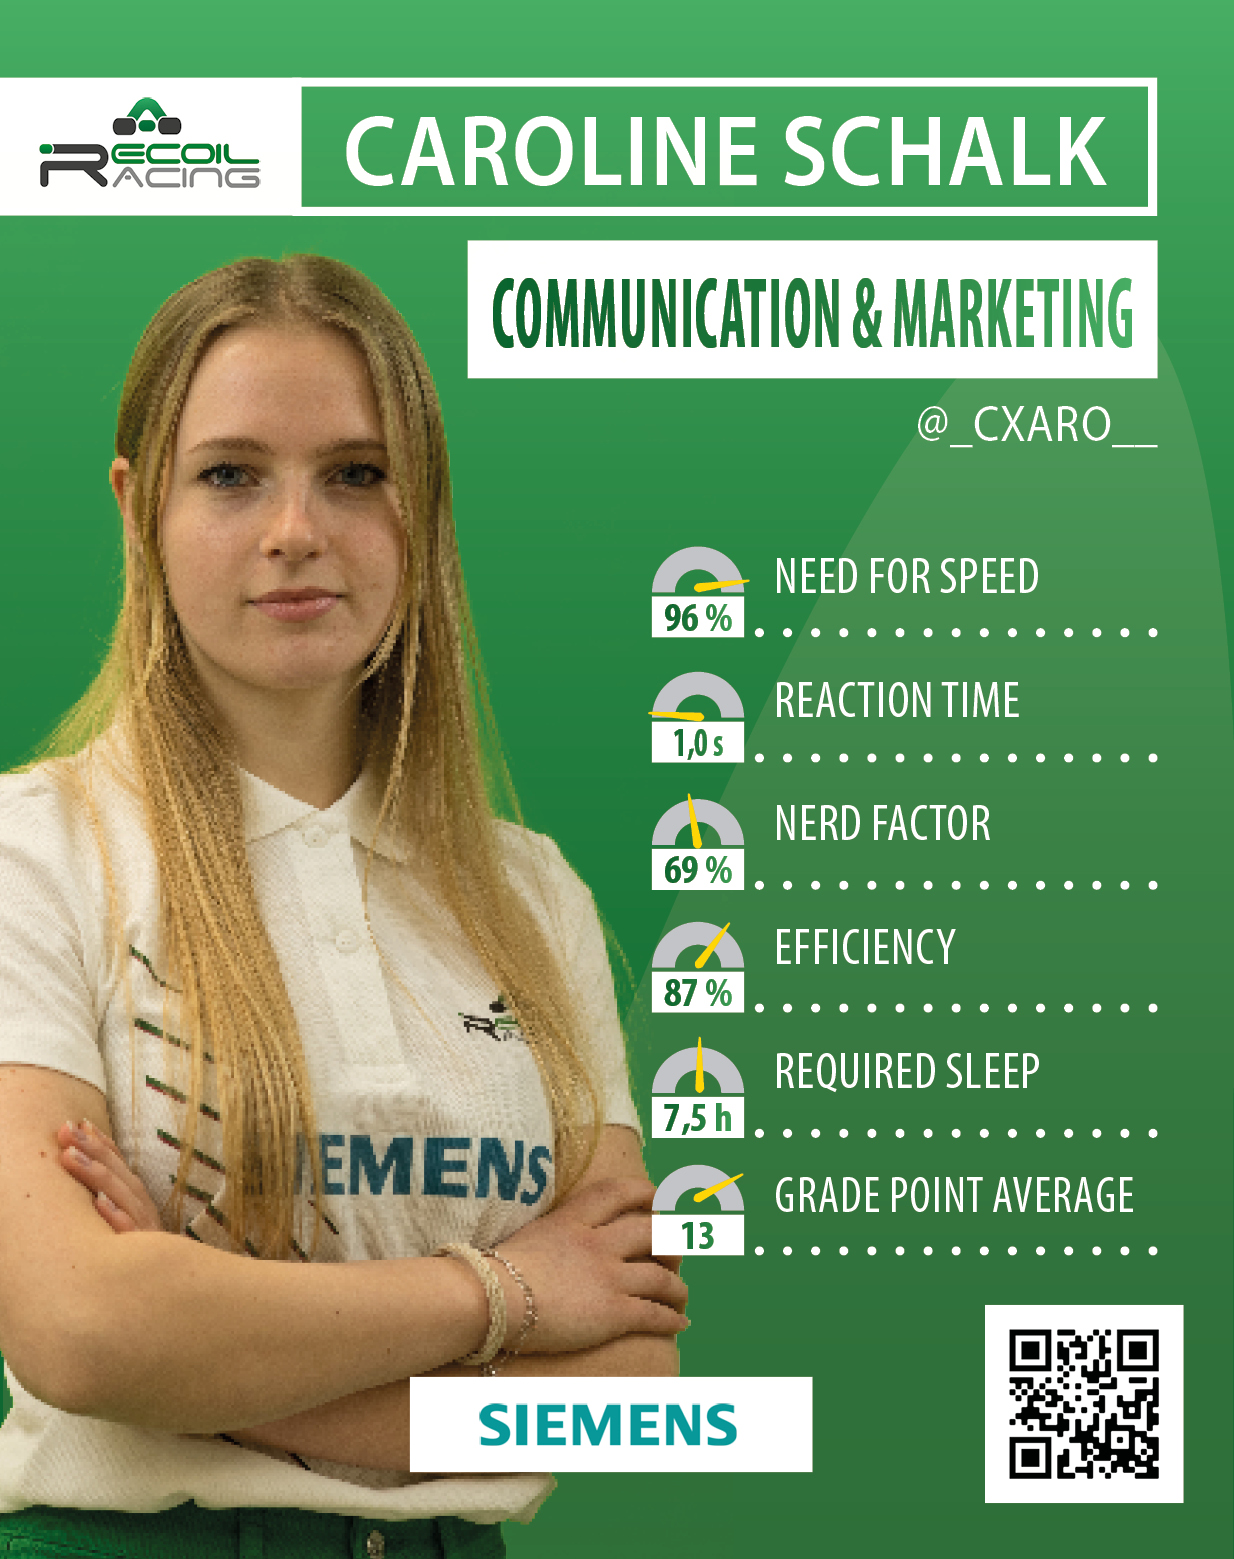 RECOIL
RACING
CAROLINE SCHALK
COMMUNICATION & MARKETING
@_CXARO__
NEED FOR SPEED
96 %
REACTION TIME
1,0 s
NERD FACTOR
69 %
EFFICIENCY
87 %
REQUIRED SLEEP
7,5 h
GRADE POINT AVERAGE
13
IEMENS
SIEMENS